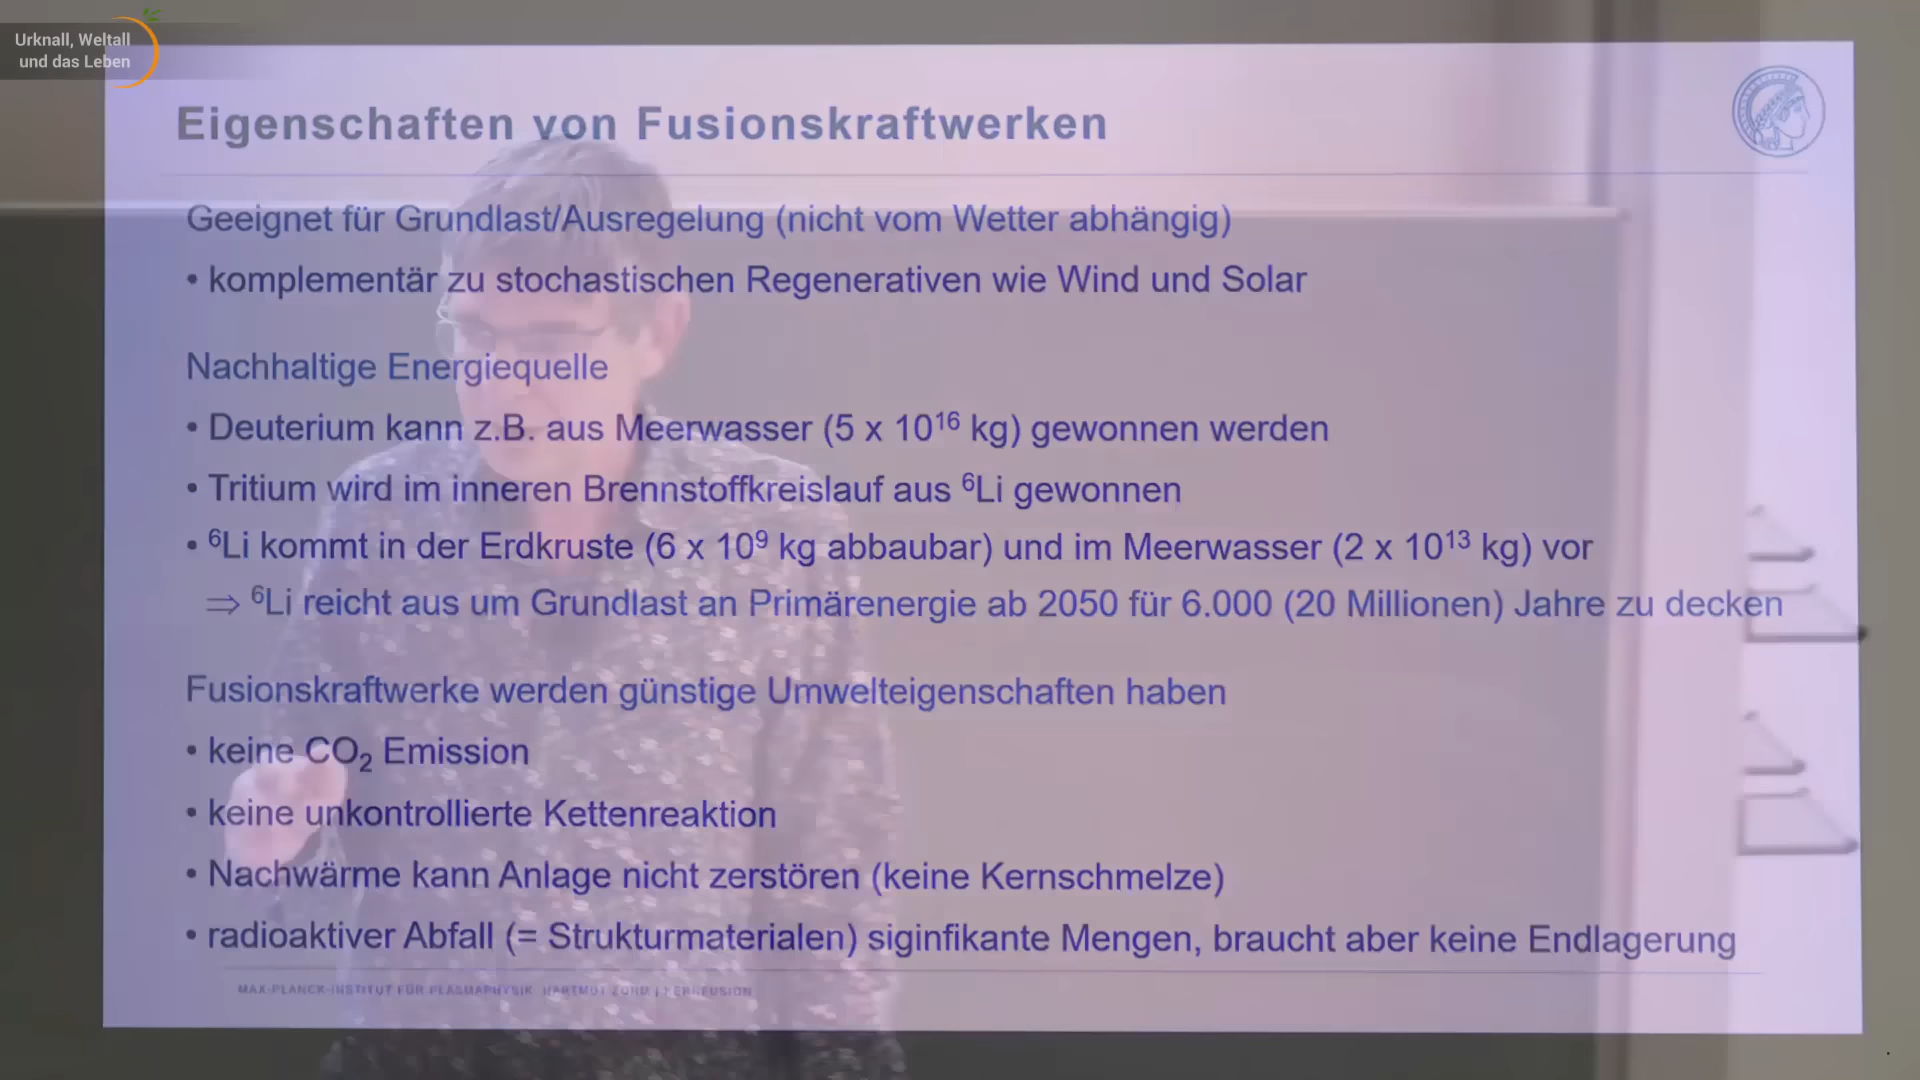 Urknall, Weltall
und das Leben
Eigenschaften von Fusionskraftwerken
Geeignet für Grundlast/Ausregelung (nicht vom Wetter abhängig)
• komplementär zu stochastischen Regenerativen wie Wind und Solar
Nachhaltige Energiequelle
• Deuterium kann z.B. aus Meerwasser (5 x 10¹⁶ kg) gewonnen werden
• Tritium wird im inneren Brennstoffkreislauf aus ⁶Li gewonnen
• ⁶Li kommt in der Erdkruste (6 x 10⁹ kg abbaubar) und im Meerwasser (2 x 10¹³ kg) vor
⇒ ⁶Li reicht aus um Grundlast an Primärenergie ab 2050 für 6.000 (20 Millionen) Jahre zu decken
Fusionskraftwerke werden günstige Umwelteigenschaften haben
• keine CO₂ Emission
• keine unkontrollierte Kettenreaktion
• Nachwärme kann Anlage nicht zerstören (keine Kernschmelze)
• radioaktiver Abfall (= Strukturmaterialen) siginfikante Mengen, braucht aber keine Endlagerung
MAX-PLANCK-INSTITUT FÜR PLASMAPHYSIK HARTMUT ZOHM | KERNFUSION